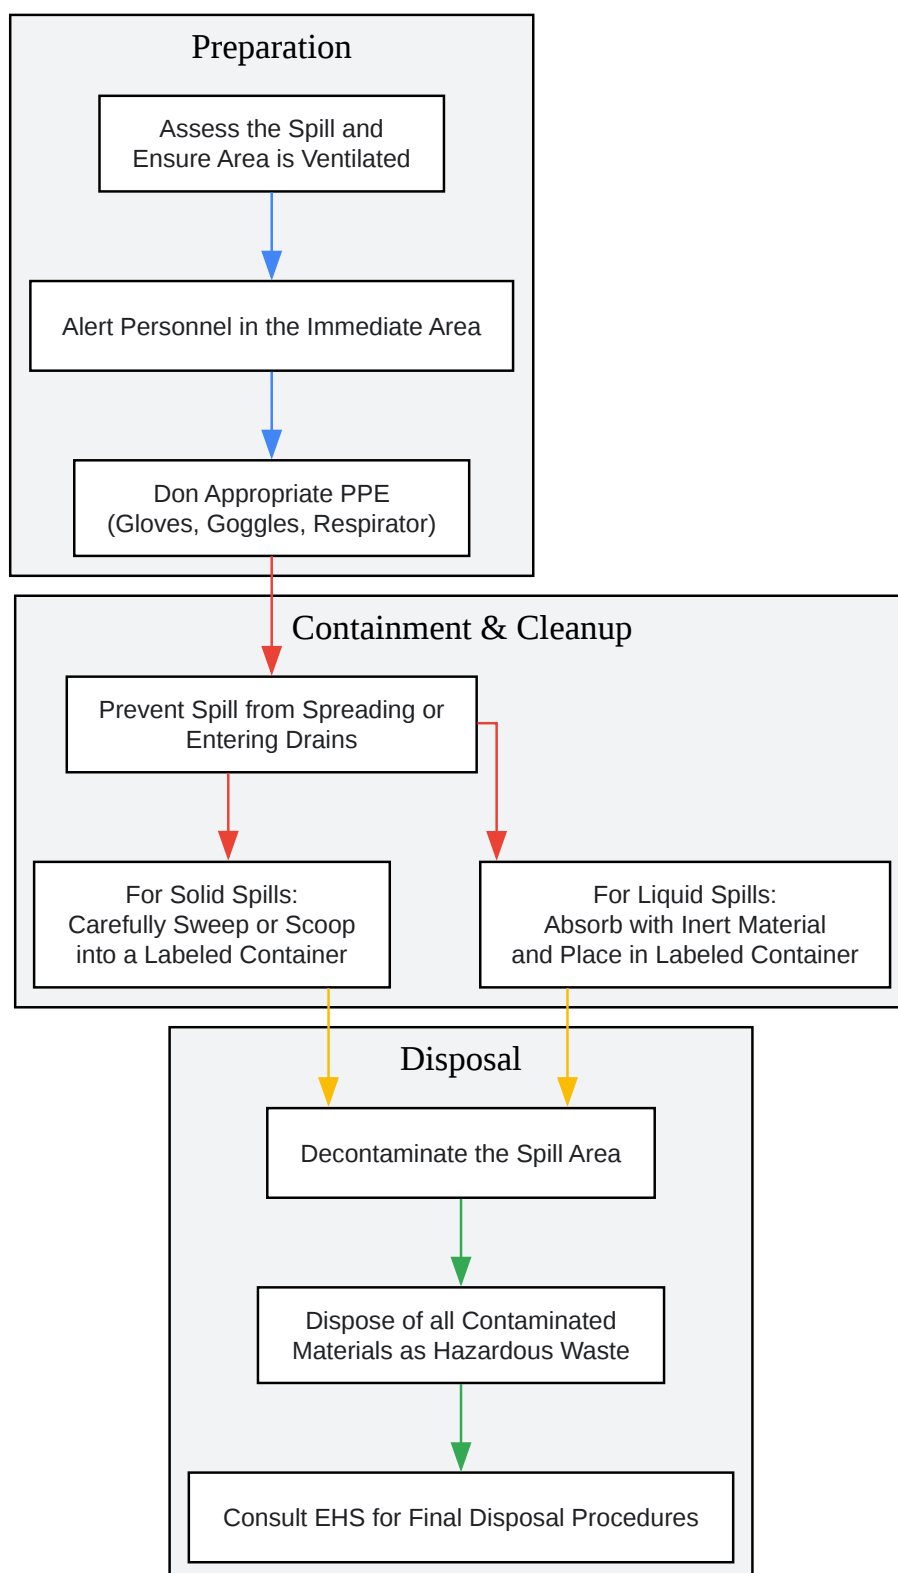 Preparation
Assess the Spill and
Ensure Area is Ventilated
Alert Personnel in the Immediate Area
Don Appropriate PPE
(Gloves, Goggles, Respirator)
Containment & Cleanup
Prevent Spill from Spreading or
Entering Drains
For Solid Spills:
Carefully Sweep or Scoop
into a Labeled Container
For Liquid Spills:
Absorb with Inert Material
and Place in Labeled Container
Disposal
Decontaminate the Spill Area
Dispose of all Contaminated
Materials as Hazardous Waste
Consult EHS for Final Disposal Procedures